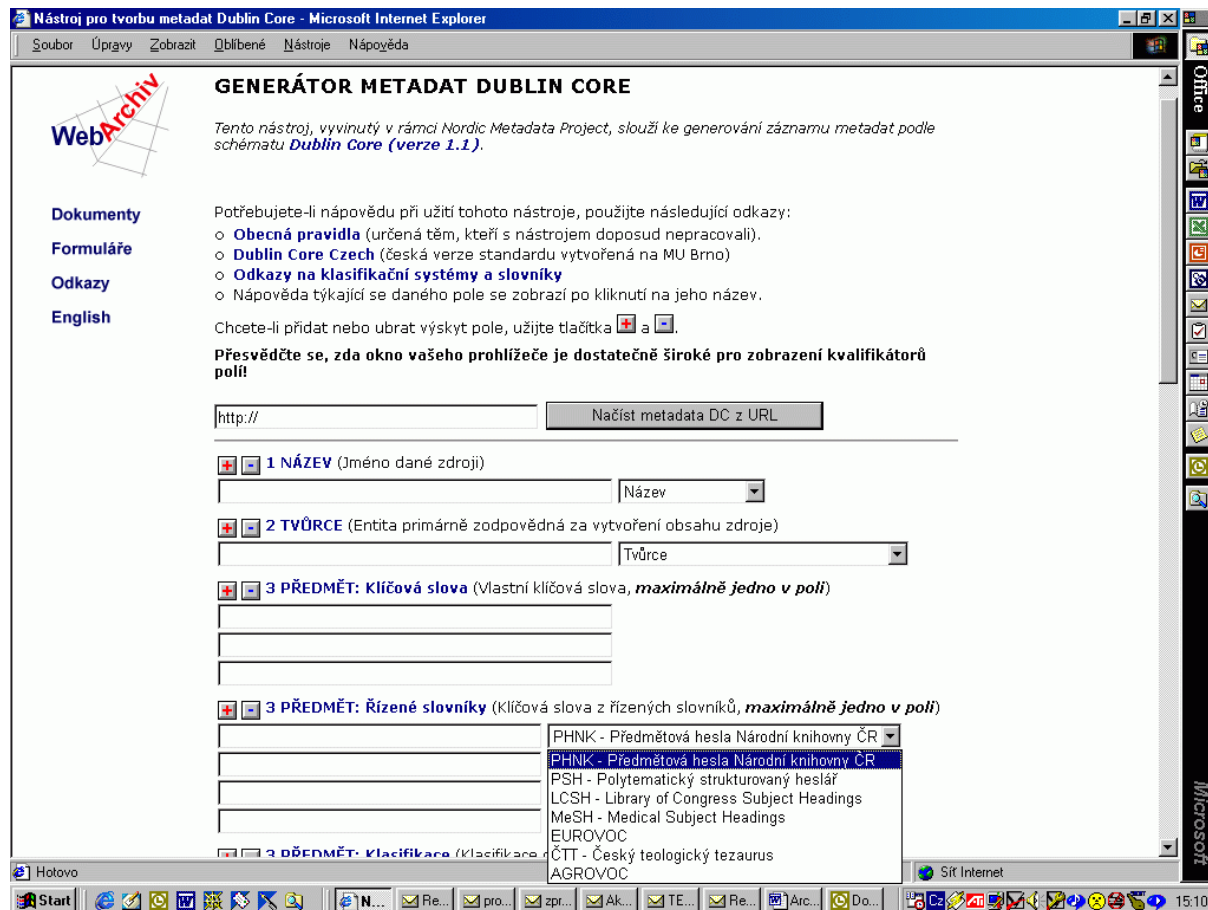 Nástroj pro tvorbu metadat Dublin Core - Microsoft Internet Explorer
Soubor Úpravy Zobrazit Oblíbené Nástroje Nápověda
Office
WebArchiv
GENERÁTOR METADAT DUBLIN CORE
Tento nástroj, vyvinutý v rámci Nordic Metadata Project, slouží ke generování záznamu metadat podle
schématu Dublin Core (verze 1.1).
Dokumenty
Formuláře
Odkazy
English
Potřebujete-li nápovědu při užití tohoto nástroje, použijte následující odkazy:
o Obecná pravidla (určená těm, kteří s nástrojem doposud nepracovali).
o Dublin Core Czech (česká verze standardu vytvořená na MU Brno)
o Odkazy na klasifikační systémy a slovníky
o Nápověda týkající se daného pole se zobrazí po kliknutí na jeho název.
Chcete-li přidat nebo ubrat výskyt pole, užijte tlačítka + a -.
Přesvědčte se, zda okno vašeho prohlížeče je dostatečně široké pro zobrazení kvalifikátorů
polí!
http:// Načíst metadata DC z URL
+ - 1 NÁZEV (Jméno dané zdroji)
Název
+ - 2 TVŮRCE (Entita primárně zodpovědná za vytvoření obsahu zdroje)
Tvůrce
+ - 3 PŘEDMĚT: Klíčová slova (Vlastní klíčová slova, maximálně jedno v poli)
+ - 3 PŘEDMĚT: Řízené slovníky (Klíčová slova z řízených slovníků, maximálně jedno v poli)
PHNK - Předmětová hesla Národní knihovny ČR
PHNK - Předmětová hesla Národní knihovny ČR
PSH - Polytematický strukturovaný heslář
LCSH - Library of Congress Subject Headings
MeSH - Medical Subject Headings
EUROVOC
ČTT - Český teologický tezaurus
AGROVOC
3 PŘEDMĚT: Klasifikace (Klasifikace
Microsoft
Hotovo
Síť Internet
Start N... Re... pro... zpr... Ak... TE... Re... Arc... Do... Cz 15:10